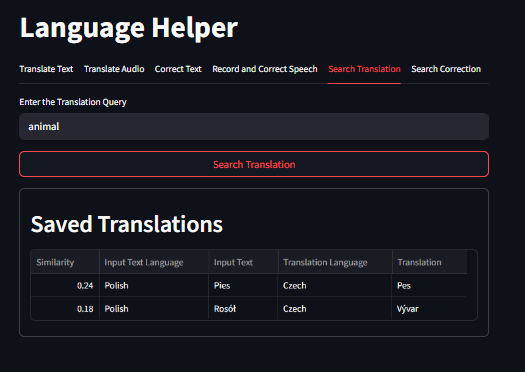 Language Helper
Translate Text Translate Audio Correct Text Record and Correct Speech Search Translation Search Correction
Enter the Translation Query
animal
Search Translation
Saved Translations
Similarity Input Text Language Input Text Translation Language Translation
0.24 Polish Pies Czech Pes
0.18 Polish Rosół Czech Vývar